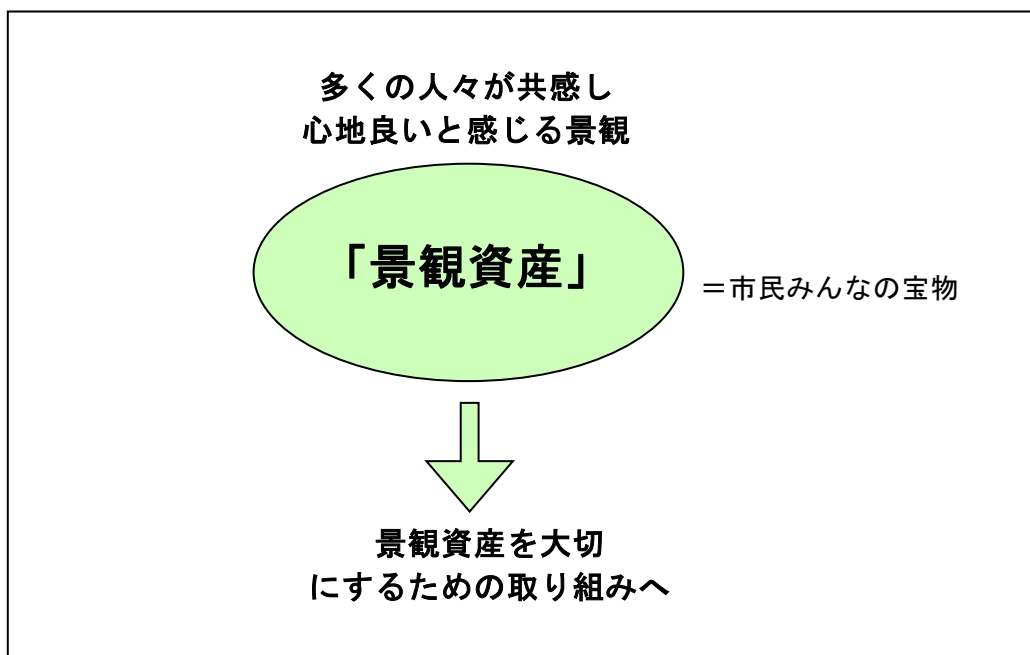 多くの人々が共感し
心地良いと感じる景観
「景観資産」
＝市民みんなの宝物
景観資産を大切
にするための取り組みへ